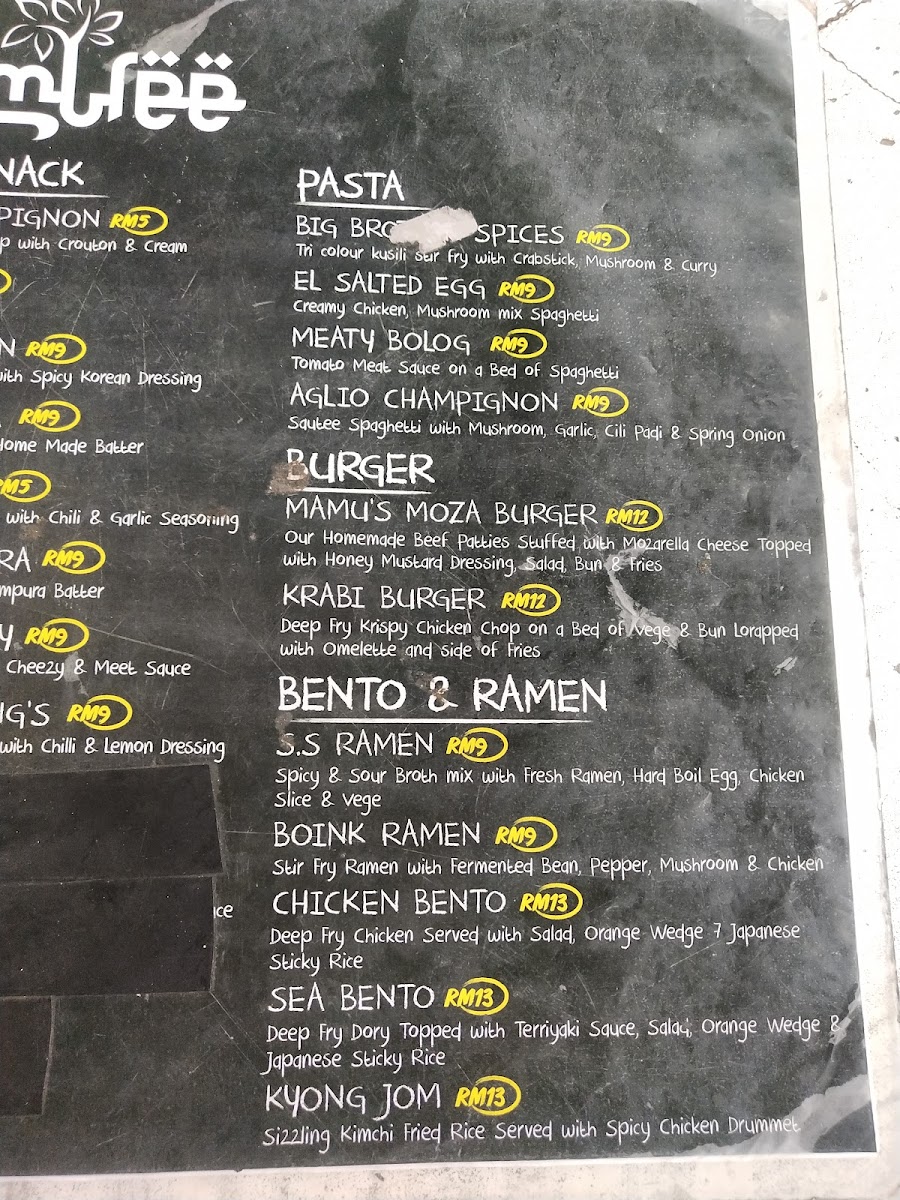 NACK
PIGNON RM5
p with Crouton & Cream
N RM9
with Spicy Korean Dressing
RM9
Home Made Batter
RM5
with Chili & Garlic Seasoning
RA RM9
mpura Batter
Y RM9
Cheezy & Meet Sauce
NG'S RM9
with Chilli & Lemon Dressing
ice
PASTA
BIG BRO SPICES RM9
Tri colour kusili Stir Fry with Crabstick, Mushroom & Curry
EL SALTED EGG RM9
Creamy Chicken, Mushroom mix Spaghetti
MEATY BOLOG RM9
Tomato Meat Sauce on a Bed of Spaghetti
AGLIO CHAMPIGNON RM9
Sautee Spaghetti with Mushroom, Garlic, Cili Padi & Spring Onion
BURGER
MAMU'S MOZA BURGER RM12
Our Homemade Beef Patties Stuffed with Mozarella Cheese Topped
with Honey Mustard Dressing, Salad, Bun & Fries
KRABI BURGER RM12
Deep Fry Krispy Chicken Chop on a Bed of Vege & Bun Lorapped
with Omelette and side of Fries
BENTO & RAMEN
S.S RAMEN RM9
Spicy & Sour Broth mix with Fresh Ramen, Hard Boil Egg, Chicken
Slice & Vege
BOINK RAMEN RM9
Stir Fry Ramen with Fermented Bean, Pepper, Mushroom & Chicken
CHICKEN BENTO RM13
Deep Fry Chicken Served with Salad, Orange Wedge 7 Japanese
Sticky Rice
SEA BENTO RM13
Deep Fry Dory Topped with Terriyaki Sauce, Salad, Orange Wedge &
Japanese Sticky Rice
KYONG JOM RM13
Sizzling Kimchi Fried Rice Served with Spicy Chicken Drummet